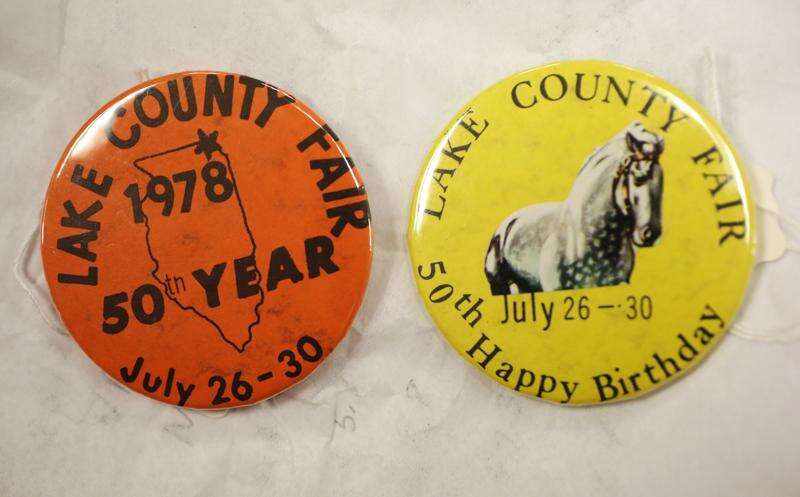 LAKE COUNTY FAIR
1978
50th YEAR
July 26-30
LAKE COUNTY FAIR
July 26-30
50th Happy Birthday